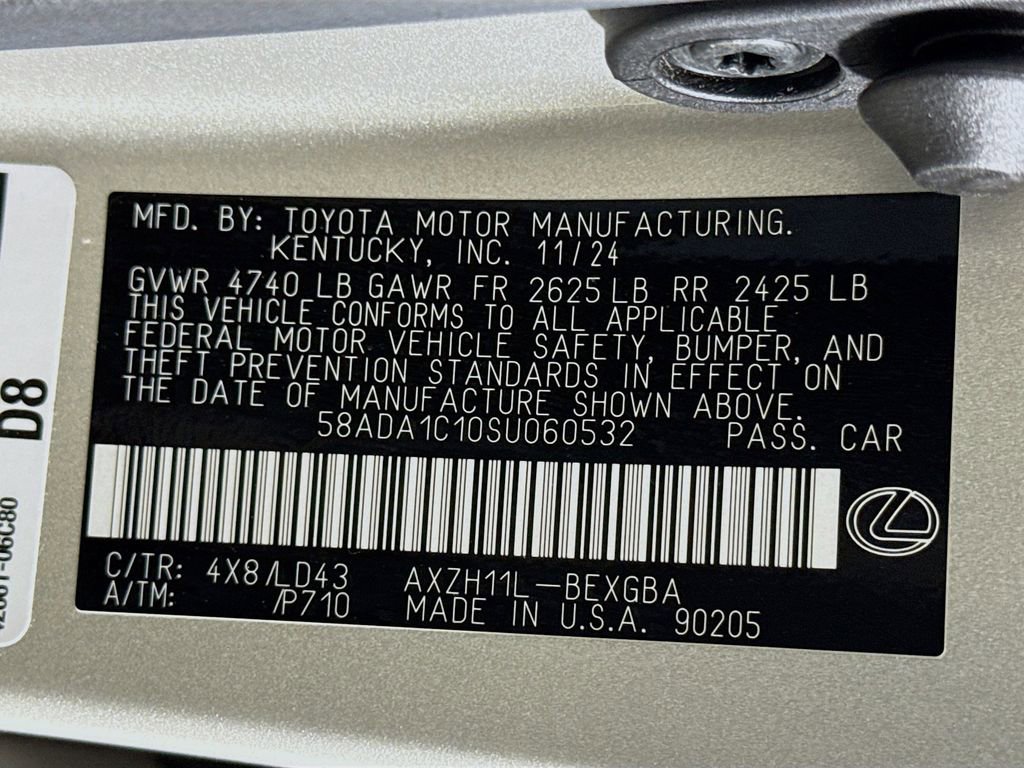 MFD. BY: TOYOTA MOTOR MANUFACTURING.
KENTUCKY, INC. 11/24
GVWR 4740 LB GAWR FR 2625 LB RR 2425 LB
THIS VEHICLE CONFORMS TO ALL APPLICABLE
FEDERAL MOTOR VEHICLE SAFETY, BUMPER, AND
THEFT PREVENTION STANDARDS IN EFFECT ON
THE DATE OF MANUFACTURE SHOWN ABOVE.
58ADA1C10SU060532 PASS. CAR
C/TR: 4X8/LD43 AXZH11L-BEXGBA
A/TM: /P710 MADE IN U.S.A. 90205
D8